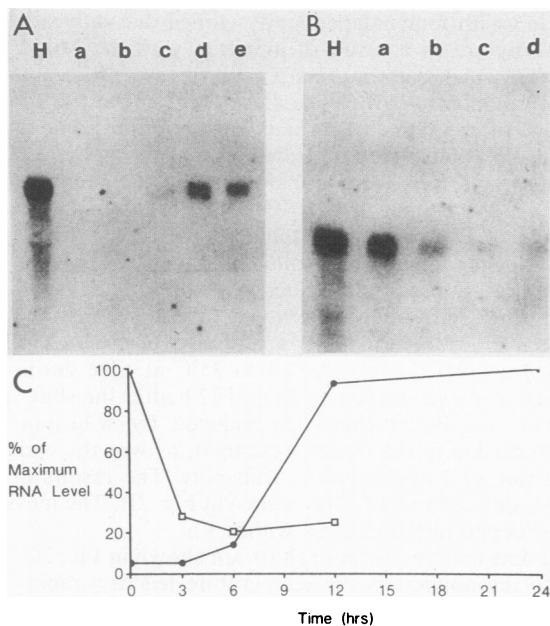 A
B
H a b c d e
H a b c d
C
100
80
60
40
20
0
% of
Maximum
RNA Level
0 3 6 9 12 15 18 21 24
Time (hrs)